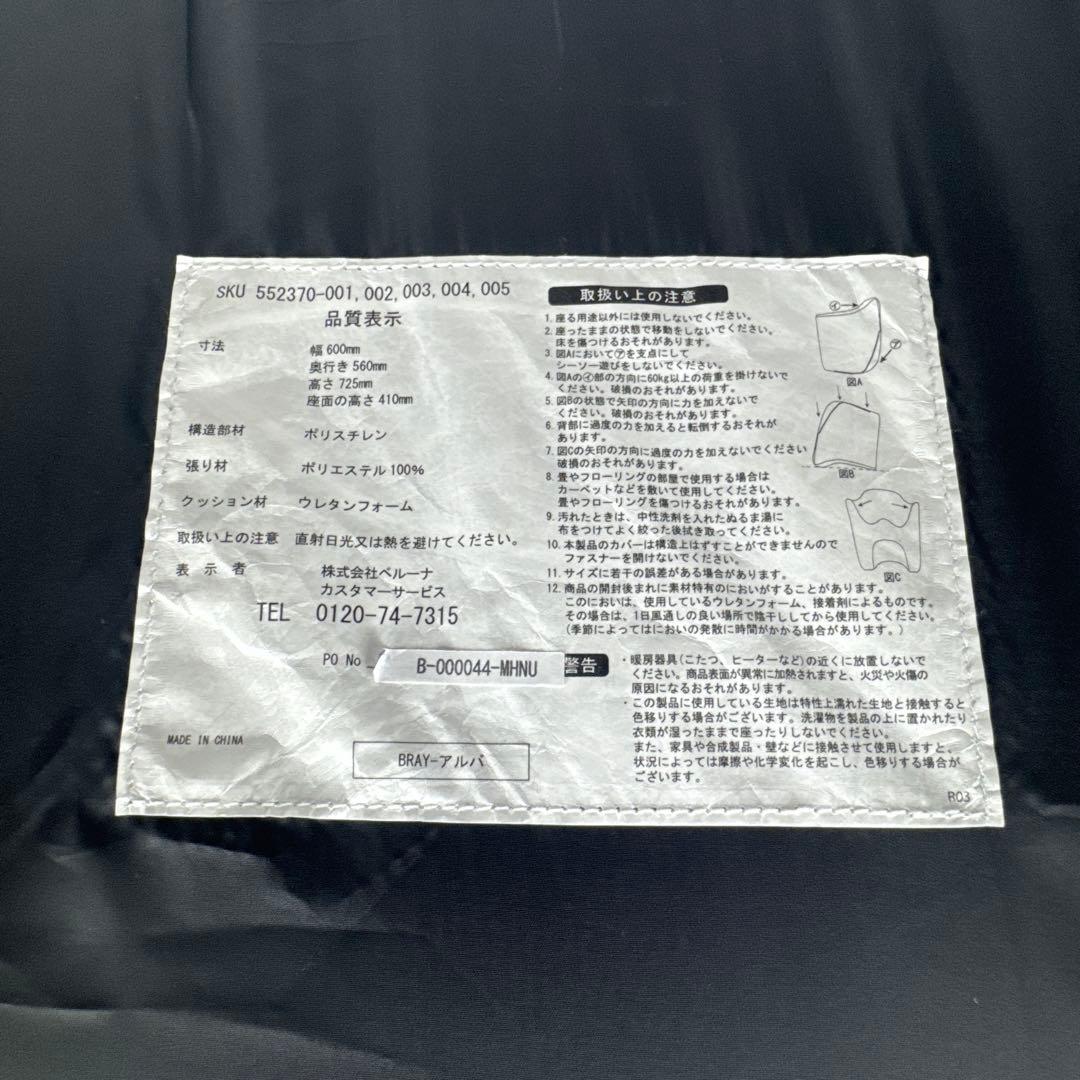 SKU 552370-001, 002, 003, 004, 005
品質表示
寸法
幅 600mm
奥行き 560mm
高さ 725mm
座面の高さ 410mm
構造部材 ポリスチレン
張り材 ポリエステル 100%
クッション材 ウレタンフォーム
取扱い上の注意 直射日光又は熱を避けてください。
表示者 株式会社ベルーナ
カスタマーサービス
TEL 0120-74-7315
PO No
B-000044-MHNU
MADE IN CHINA
BRAY-アルバ
取扱い上の注意
1. 座る用途以外には使用しないでください。
2. 座ったままの状態で移動をしないでください。
床を傷つけるおそれがあります。
3. 図Aにおいて㋐を支点にして
シーソー遊びをしないでください。
4. 図Aの㋑部の方向に60kg以上の荷重を掛けないで
ください。破損のおそれがあります。
5. 図Bの状態で矢印の方向に力を加えないで
ください。破損のおそれがあります。
6. 背部に過度の力を加えると転倒するおそれが
あります。
7. 図Cの矢印の方向に過度の力を加えないでください
破損のおそれがあります。
8. 畳やフローリングの部屋で使用する場合は
カーペットなどを敷いて使用してください。
畳やフローリングを傷つけるおそれがあります。
9. 汚れたときは、中性洗剤を入れたぬるま湯に
布をつけてよく絞った後拭き取ってください。
10. 本製品のカバーは構造上はずすことができませんので
ファスナーを開けないでください。
11. サイズに若干の誤差がある場合があります。
12. 商品の開封後まれに素材特有のにおいがすることがあります。
このにおいは、使用しているウレタンフォーム、接着剤によるものです。
その場合は、1日風通しの良い場所で陰干ししてから使用してください。
(季節によってはにおいの発散に時間がかかる場合があります。)
㋑
㋐
図A
図B
図C
警告
・暖房器具(こたつ、ヒーターなど)の近くに放置しないで
ください。商品表面が異常に加熱されますと、火災や火傷の
原因になるおそれがあります。
・この製品に使用している生地は特性上濡れた生地と接触すると
色移りする場合がございます。洗濯物を製品の上に置かれたり
衣類が湿ったままで座ったりしないでください。
また、家具や合成製品・壁などに接触させて使用しますと、
状況によっては摩擦や化学変化を起こし、色移りする場合が
ございます。
R03